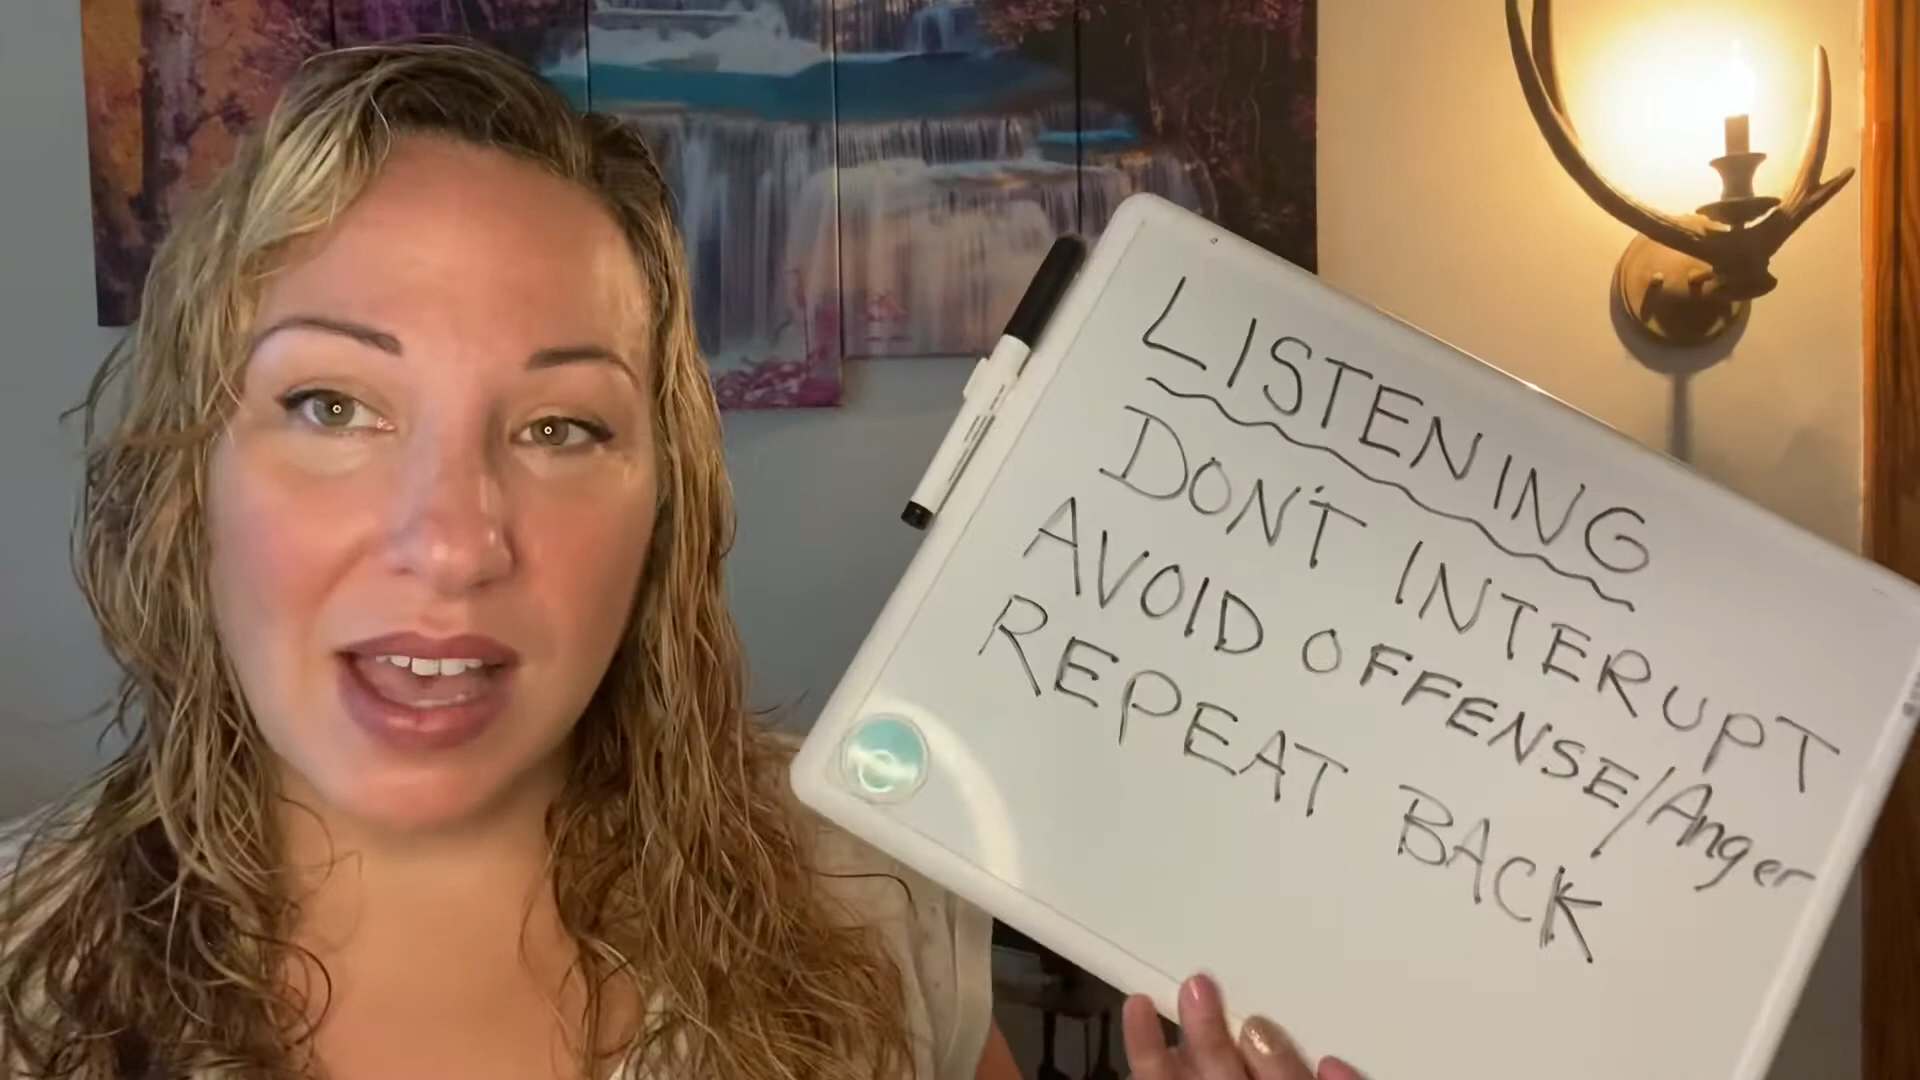 LISTENING
DON'T INTERUPT
AVOID OFFENSE/Anger
REPEAT BACK